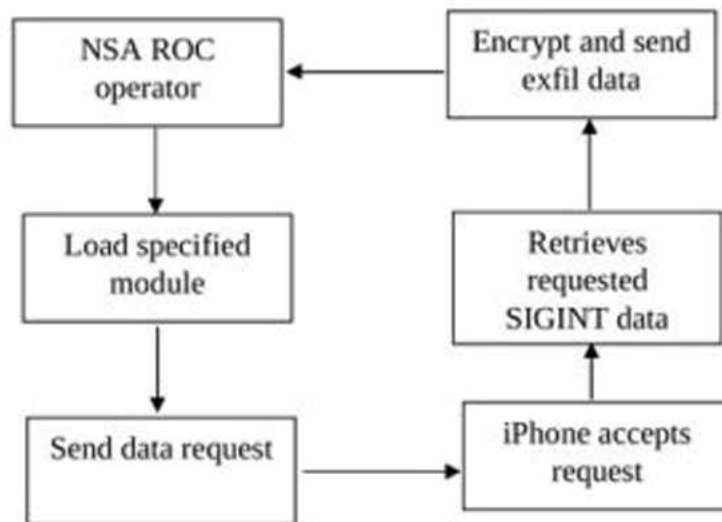 NSA ROC
operator
Load specified
module
Send data request
iPhone accepts
request
Retrieves
requested
SIGINT data
Encrypt and send
exfil data